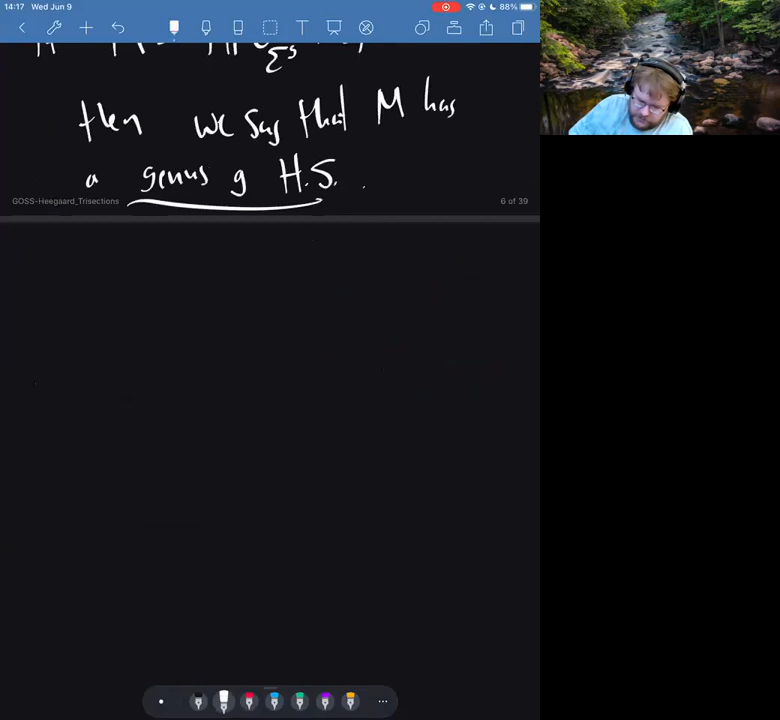 14:17 Wed Jun 9 88%
Σ
then we say that M has
a genus g H.S.
GOSS-Heegaard_Trisections 6 of 39